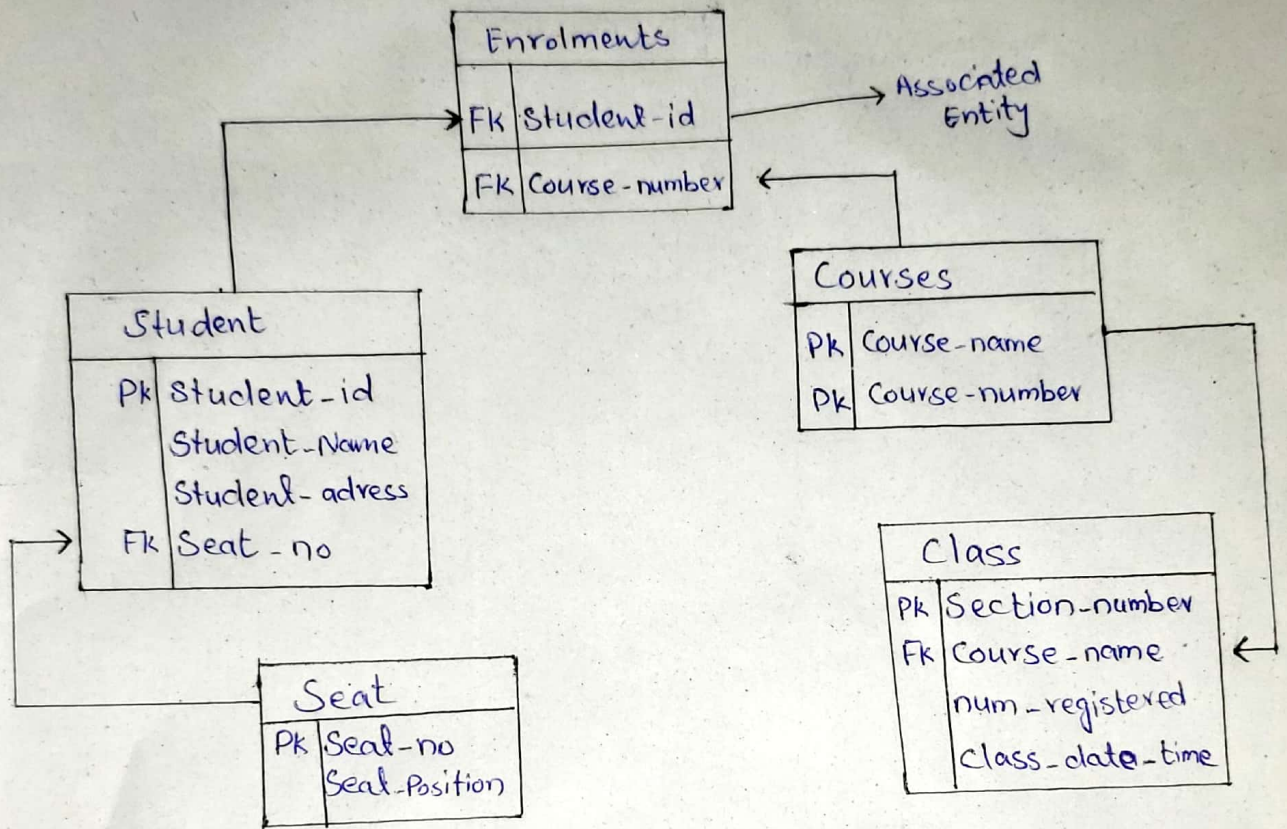 Enrolments
Fk Student-id
Fk Course-number
Associated
Entity
Courses
Pk Course-name
Pk Course-number
Student
Pk Student-id
Student-Name
Student-adress
Fk Seat-no
Class
Pk Section-number
Fk Course-name
num-registered
Class-date-time
Seat
Pk Seat-no
Seat-Position